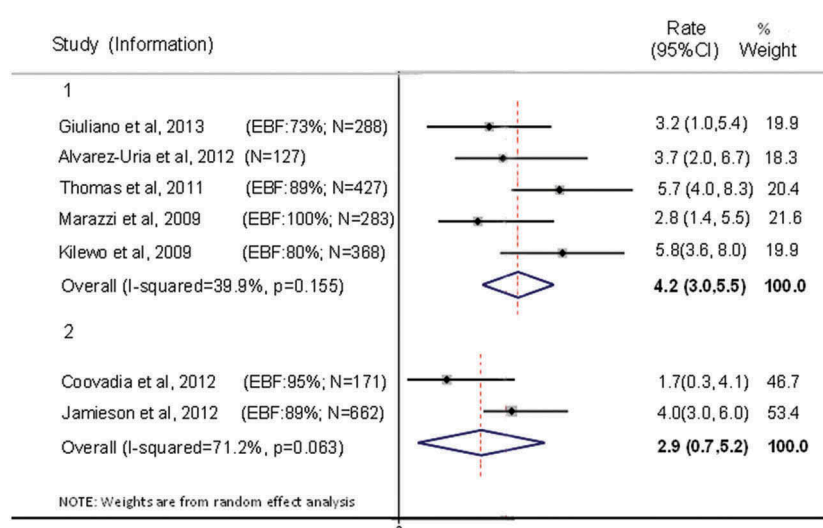 Study (Information) Rate (95%CI) % Weight
1
Giuliano et al, 2013 (EBF:73%; N=288) 3.2 (1.0,5.4) 19.9
Alvarez-Uria et al, 2012 (N=127) 3.7 (2.0, 6.7) 18.3
Thomas et al, 2011 (EBF:89%; N=427) 5.7 (4.0, 8.3) 20.4
Marazzi et al, 2009 (EBF:100%; N=283) 2.8 (1.4, 5.5) 21.6
Kilewo et al, 2009 (EBF:80%; N=368) 5.8(3.6, 8.0) 19.9
Overall (I-squared=39.9%, p=0.155) 4.2 (3.0,5.5) 100.0
2
Coovadia et al, 2012 (EBF:95%; N=171) 1.7(0.3, 4.1) 46.7
Jamieson et al, 2012 (EBF:89%; N=662) 4.0(3.0, 6.0) 53.4
Overall (I-squared=71.2%, p=0.063) 2.9 (0.7,5.2) 100.0
NOTE: Weights are from random effect analysis